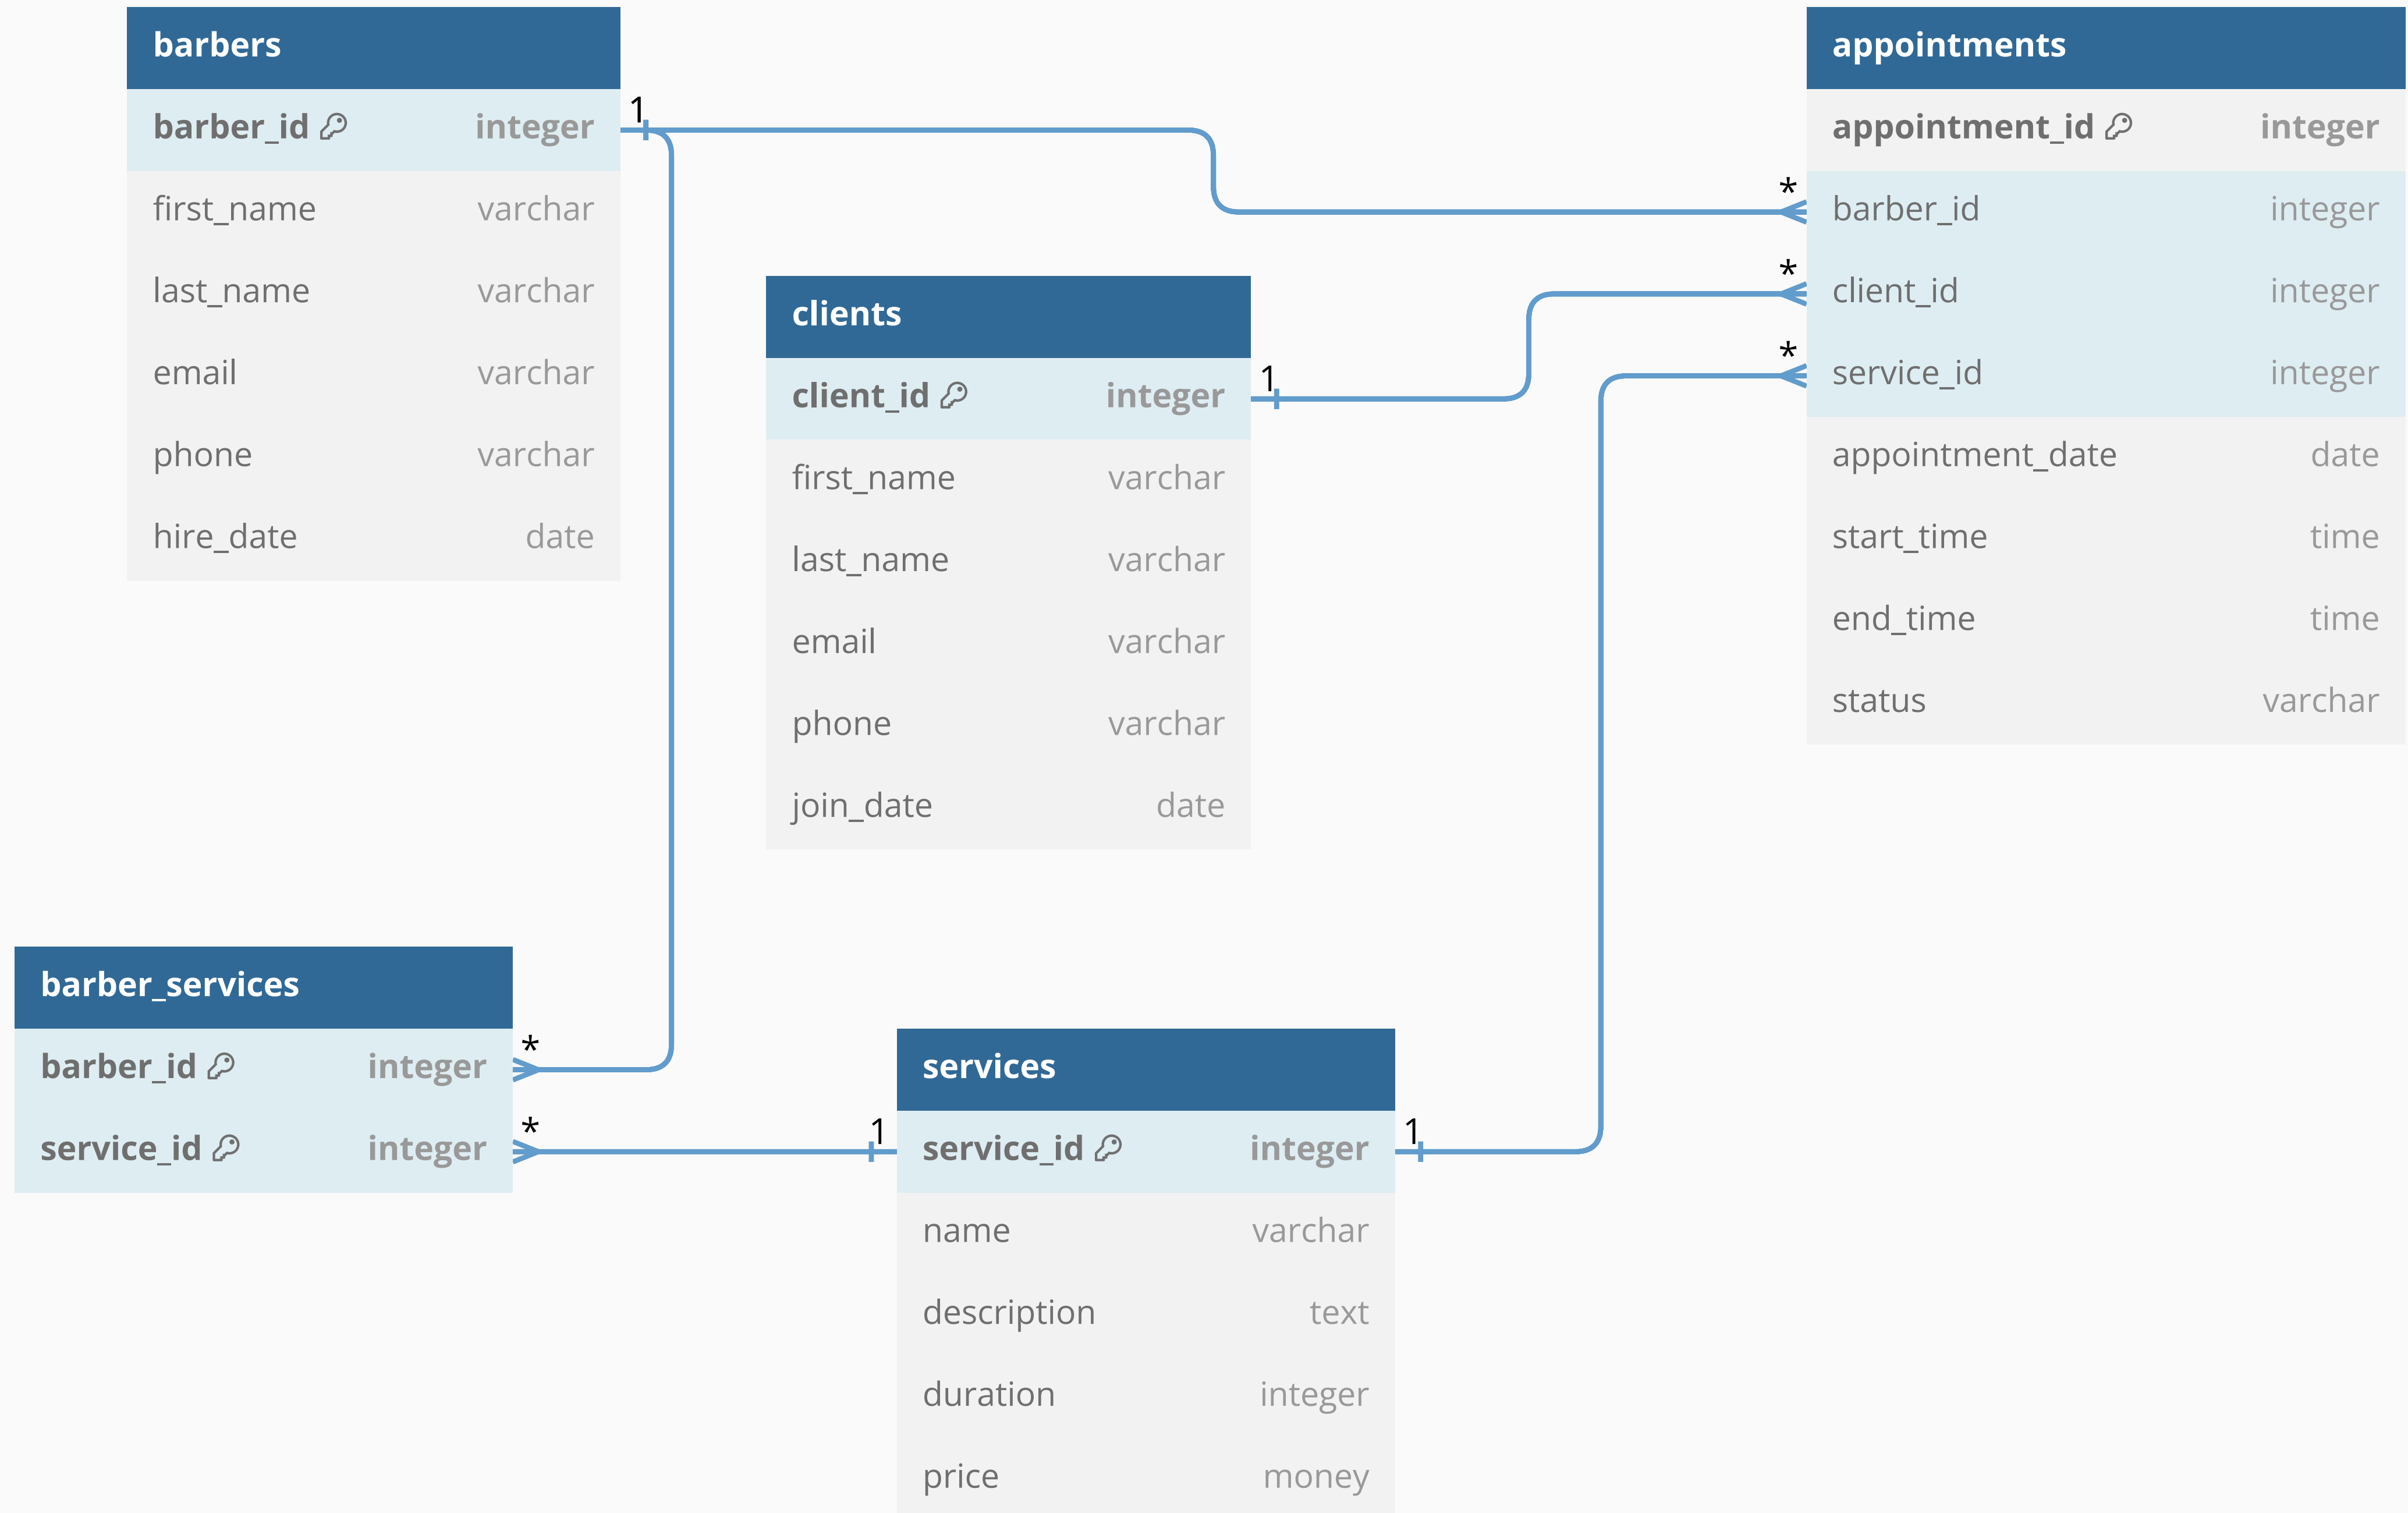 barbers
barber_id integer
first_name varchar
last_name varchar
email varchar
phone varchar
hire_date date
1
*
clients
client_id integer
first_name varchar
last_name varchar
email varchar
phone varchar
join_date date
1
*
*
appointments
appointment_id integer
barber_id integer
client_id integer
service_id integer
appointment_date date
start_time time
end_time time
status varchar
barber_services
barber_id integer
service_id integer
*
*
1
services
service_id integer
name varchar
description text
duration integer
price money
1